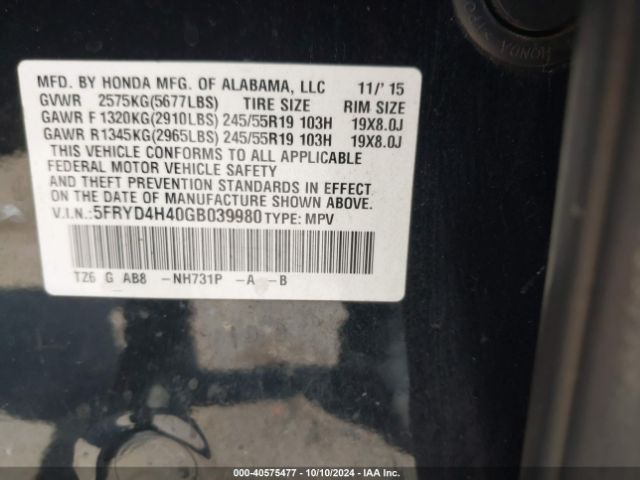 MFD. BY HONDA MFG. OF ALABAMA, LLC 11/' 15
GVWR 2575KG(5677LBS) TIRE SIZE RIM SIZE
GAWR F 1320KG(2910LBS) 245/55R19 103H 19X8.0J
GAWR R1345KG(2965LBS) 245/55R19 103H 19X8.0J
THIS VEHICLE CONFORMS TO ALL APPLICABLE
FEDERAL MOTOR VEHICLE SAFETY
AND THEFT PREVENTION STANDARDS IN EFFECT
ON THE DATE OF MANUFACTURE SHOWN ABOVE.
V.I.N.:5FRYD4H40GB039980 TYPE: MPV
TZ6 G AB8 -NH731P -A -B
000-40575477 - 10/10/2024 - IAA Inc.